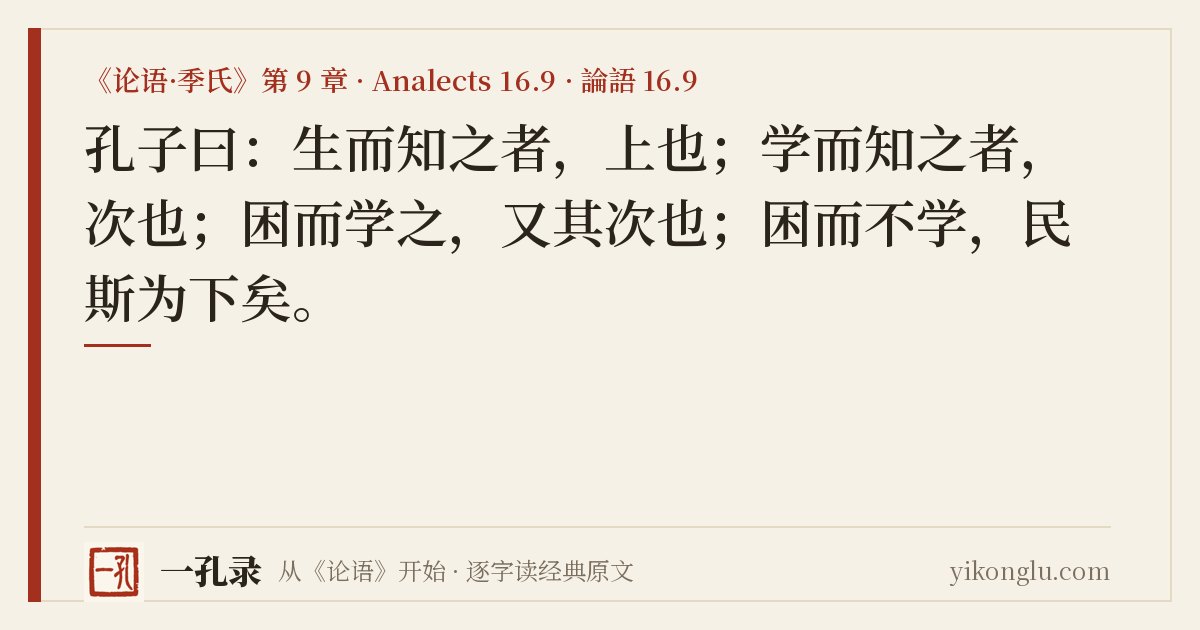 《论语·季氏》第 9 章 · Analects 16.9 · 論語 16.9
孔子曰：生而知之者，上也；学而知之者，
次也；困而学之，又其次也；困而不学，民
斯为下矣。
一孔
一孔录 从《论语》开始 · 逐字读经典原文 yikonglu.com